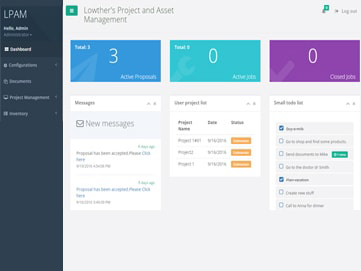 LPAM
Hello, Admin
Administrator
Dashboard
Configurations
Documents
Project Management
Inventory
Lowther's Project and Asset
Management
Log out
Total: 3
3
Active Proposals
Total: 0
0
Active Jobs
0
Closed Jobs
Messages
New messages
Proposal has been accepted.Please Click
here
9/16/2016
Proposal has been accepted.Please Click
here
9/16/2016
User project list
Project
Name
Date
Status
9/16/2016
Project2
9/16/2016
Project 1
9/16/2016
Small todo list
Buy a milk
Go to shop and find some products.
Send documents to Mike
Go to the doctor dr Smith
Plan vacation
Create new stuff
Call to Anna for dinner